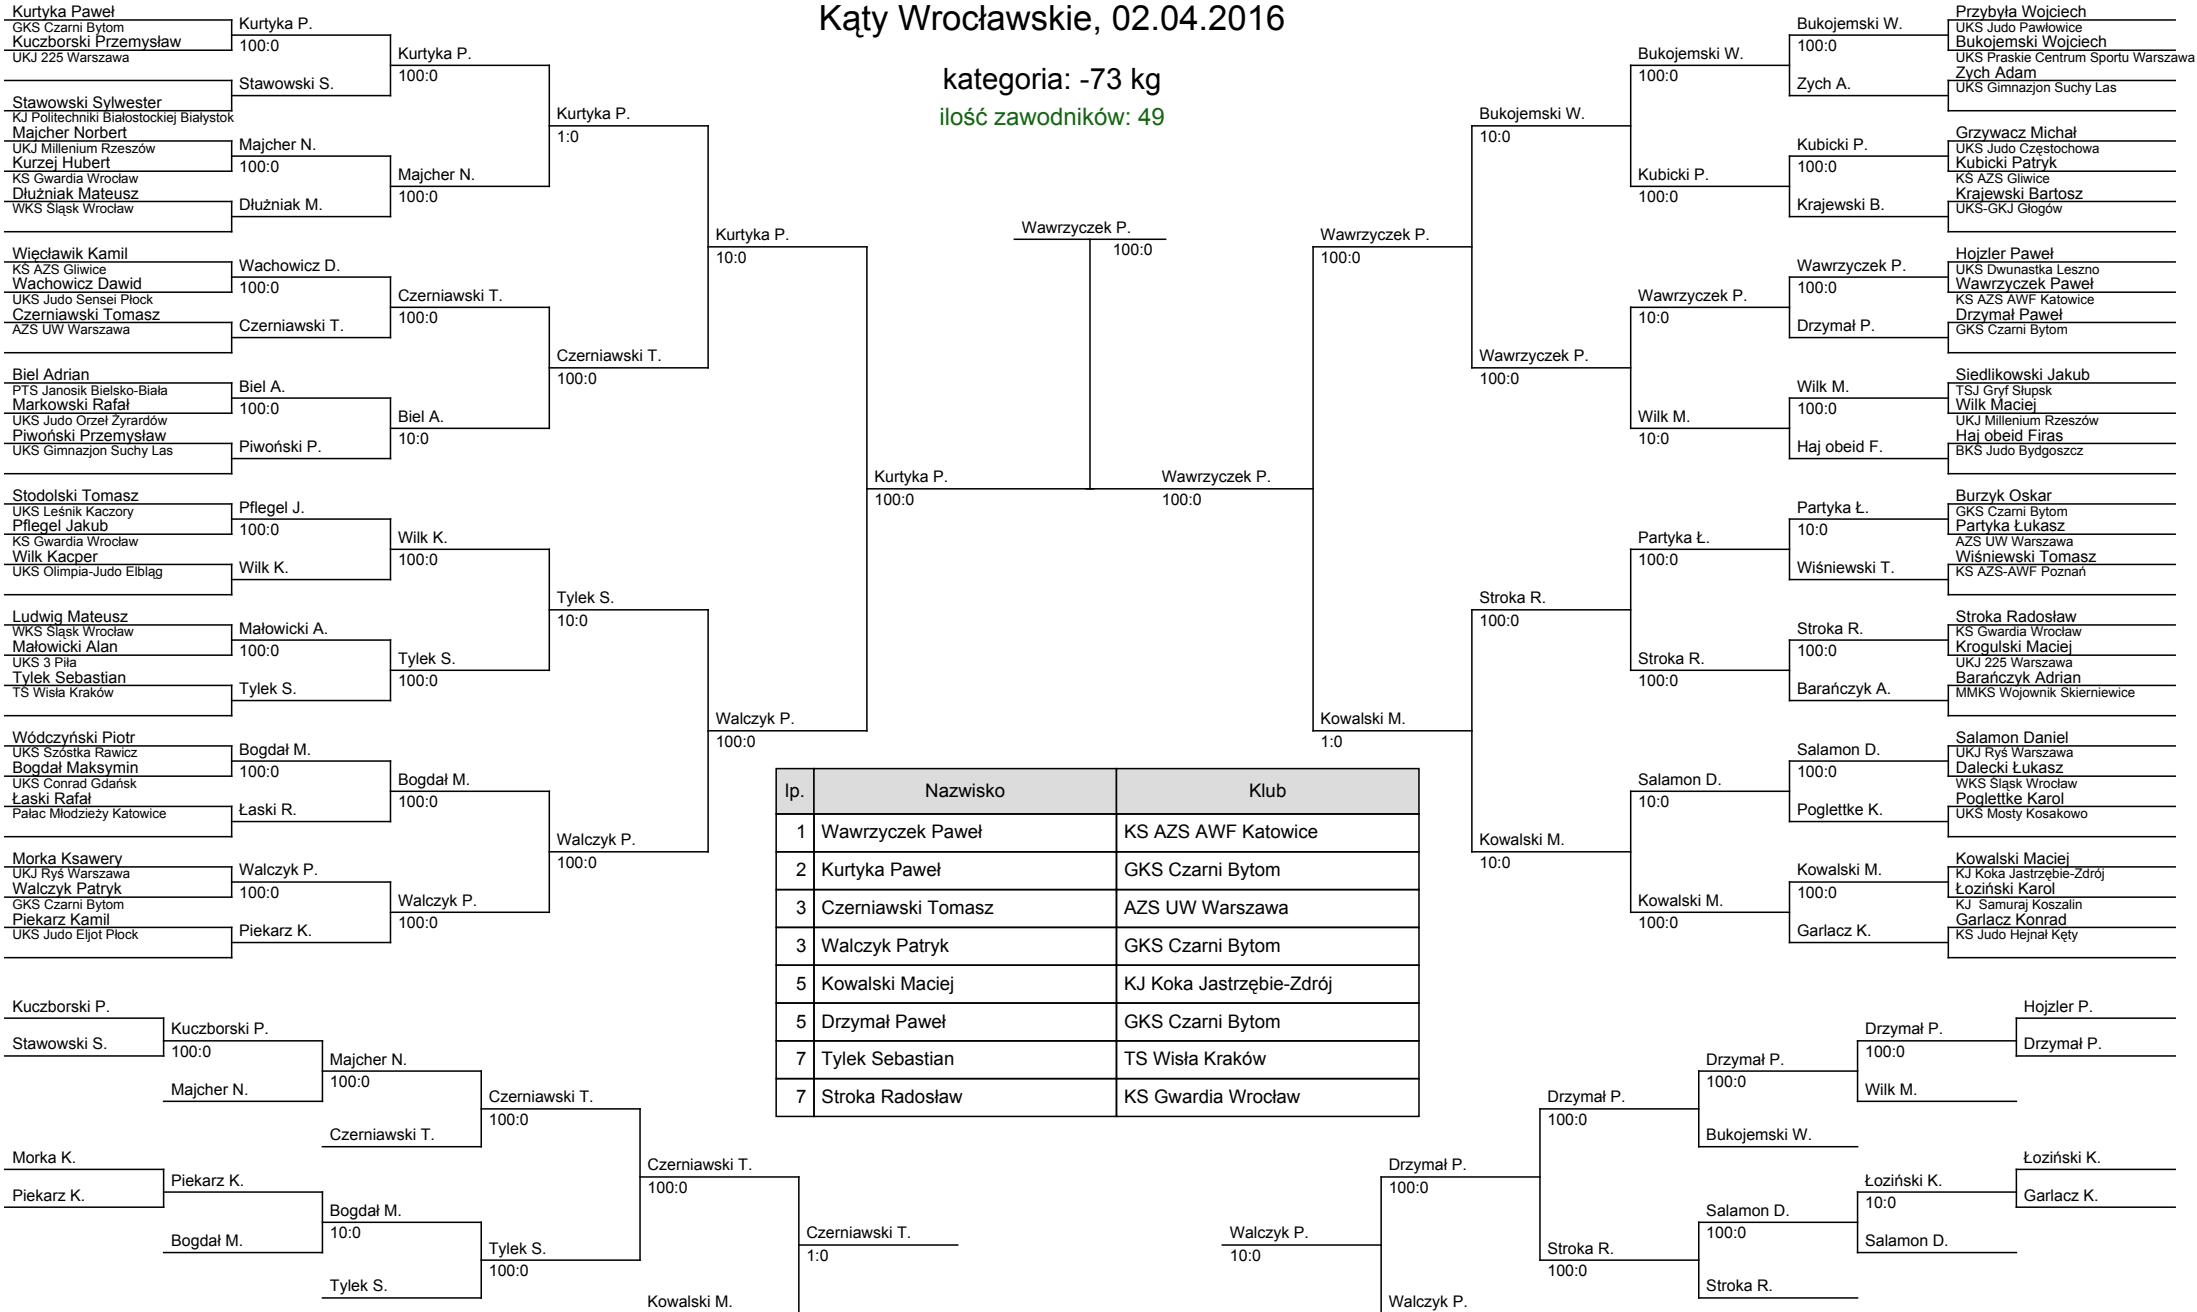 Kąty Wrocławskie, 02.04.2016
kategoria: -73 kg
ilość zawodników: 49
Kurtyka Paweł
GKS Czarni Bytom
Kuczborski Przemysław
UKJ 225 Warszawa
Stawowski Sylwester
KJ Politechniki Białostockiej Białystok
Majcher Norbert
UKJ Millenium Rzeszów
Kurzej Hubert
KS Gwardia Wrocław
Dłużniak Mateusz
WKS Śląsk Wrocław
Więcławik Kamil
KŚ AZS Gliwice
Wachowicz Dawid
UKS Judo Sensei Płock
Czerniawski Tomasz
AZS UW Warszawa
Biel Adrian
PTS Janosik Bielsko-Biała
Markowski Rafał
UKS Judo Orzeł Żyrardów
Piwoński Przemysław
UKS Gimnazjon Suchy Las
Stodolski Tomasz
UKS Leśnik Kaczory
Pflegel Jakub
KS Gwardia Wrocław
Wilk Kacper
UKS Olimpia-Judo Elbląg
Ludwig Mateusz
WKS Śląsk Wrocław
Małowicki Alan
UKS 3 Piła
Tylek Sebastian
TS Wisła Kraków
Wódczyński Piotr
UKS Szóstka Rawicz
Bogdał Maksymin
UKS Conrad Gdańsk
Łaski Rafał
Pałac Młodzieży Katowice
Morka Ksawery
UKJ Ryś Warszawa
Walczyk Patryk
GKS Czarni Bytom
Piekarz Kamil
UKS Judo Eljot Płock
Kurtyka P.
100:0
Stawowski S.
Majcher N.
100:0
Dłużniak M.
Wachowicz D.
100:0
Czerniawski T.
Biel A.
100:0
Piwoński P.
Pflegel J.
100:0
Wilk K.
Małowicki A.
100:0
Tylek S.
Bogdał M.
100:0
Łaski R.
Walczyk P.
100:0
Piekarz K.
Kurtyka P.
100:0
Majcher N.
100:0
Czerniawski T.
100:0
Biel A.
10:0
Wilk K.
100:0
Tylek S.
100:0
Bogdał M.
100:0
Walczyk P.
100:0
Kurtyka P.
1:0
Czerniawski T.
100:0
Tylek S.
10:0
Walczyk P.
100:0
Kurtyka P.
10:0
Walczyk P.
100:0
Kurtyka P.
100:0
Wawrzyczek P.
100:0
Wawrzyczek P.
100:0
Wawrzyczek P.
100:0
Kowalski M.
1:0
Bukojemski W.
10:0
Wawrzyczek P.
100:0
Stroka R.
100:0
Kowalski M.
10:0
Bukojemski W.
100:0
Kubicki P.
100:0
Wawrzyczek P.
10:0
Wilk M.
10:0
Partyka Ł.
100:0
Stroka R.
100:0
Salamon D.
10:0
Kowalski M.
100:0
Bukojemski W.
100:0
Zych A.
Kubicki P.
100:0
Krajewski B.
Wawrzyczek P.
100:0
Drzymał P.
Wilk M.
100:0
Haj obeid F.
Partyka Ł.
10:0
Wiśniewski T.
Stroka R.
100:0
Barańczyk A.
Salamon D.
100:0
Poglettke K.
Kowalski M.
100:0
Garlacz K.
Przybyła Wojciech
UKS Judo Pawłowice
Bukojemski Wojciech
UKS Praskie Centrum Sportu Warszawa
Zych Adam
UKS Gimnazjon Suchy Las
Grzywacz Michał
UKS Judo Częstochowa
Kubicki Patryk
KŚ AZS Gliwice
Krajewski Bartosz
UKS-GKJ Głogów
Hojzler Paweł
UKS Dwunastka Leszno
Wawrzyczek Paweł
KS AZS AWF Katowice
Drzymał Paweł
GKS Czarni Bytom
Siedlikowski Jakub
TSJ Gryf Słupsk
Wilk Maciej
UKJ Millenium Rzeszów
Haj obeid Firas
BKS Judo Bydgoszcz
Burzyk Oskar
GKS Czarni Bytom
Partyka Łukasz
AZS UW Warszawa
Wiśniewski Tomasz
KS AZS-AWF Poznań
Stroka Radosław
KS Gwardia Wrocław
Krogulski Maciej
UKJ 225 Warszawa
Barańczyk Adrian
MMKS Wojownik Skierniewice
Salamon Daniel
UKJ Ryś Warszawa
Dalecki Łukasz
WKS Śląsk Wrocław
Poglettke Karol
UKS Mosty Kosakowo
Kowalski Maciej
KJ Koka Jastrzębie-Zdrój
Łoziński Karol
KJ  Samuraj Koszalin
Garlacz Konrad
KS Judo Hejnał Kęty
lp. Nazwisko Klub
1 Wawrzyczek Paweł KS AZS AWF Katowice
2 Kurtyka Paweł GKS Czarni Bytom
3 Czerniawski Tomasz AZS UW Warszawa
3 Walczyk Patryk GKS Czarni Bytom
5 Kowalski Maciej KJ Koka Jastrzębie-Zdrój
5 Drzymał Paweł GKS Czarni Bytom
7 Tylek Sebastian TS Wisła Kraków
7 Stroka Radosław KS Gwardia Wrocław
Kuczborski P.
Stawowski S.
Morka K.
Piekarz K.
Kuczborski P.
100:0
Majcher N.
Piekarz K.
Bogdał M.
Majcher N.
100:0
Czerniawski T.
Bogdał M.
10:0
Tylek S.
Czerniawski T.
100:0
Tylek S.
100:0
Czerniawski T.
100:0
Kowalski M.
Czerniawski T.
1:0
Walczyk P.
10:0
Drzymał P.
100:0
Walczyk P.
Drzymał P.
100:0
Stroka R.
100:0
Drzymał P.
100:0
Bukojemski W.
Salamon D.
100:0
Stroka R.
Drzymał P.
100:0
Wilk M.
Łoziński K.
10:0
Salamon D.
Hojzler P.
Drzymał P.
Łoziński K.
Garlacz K.